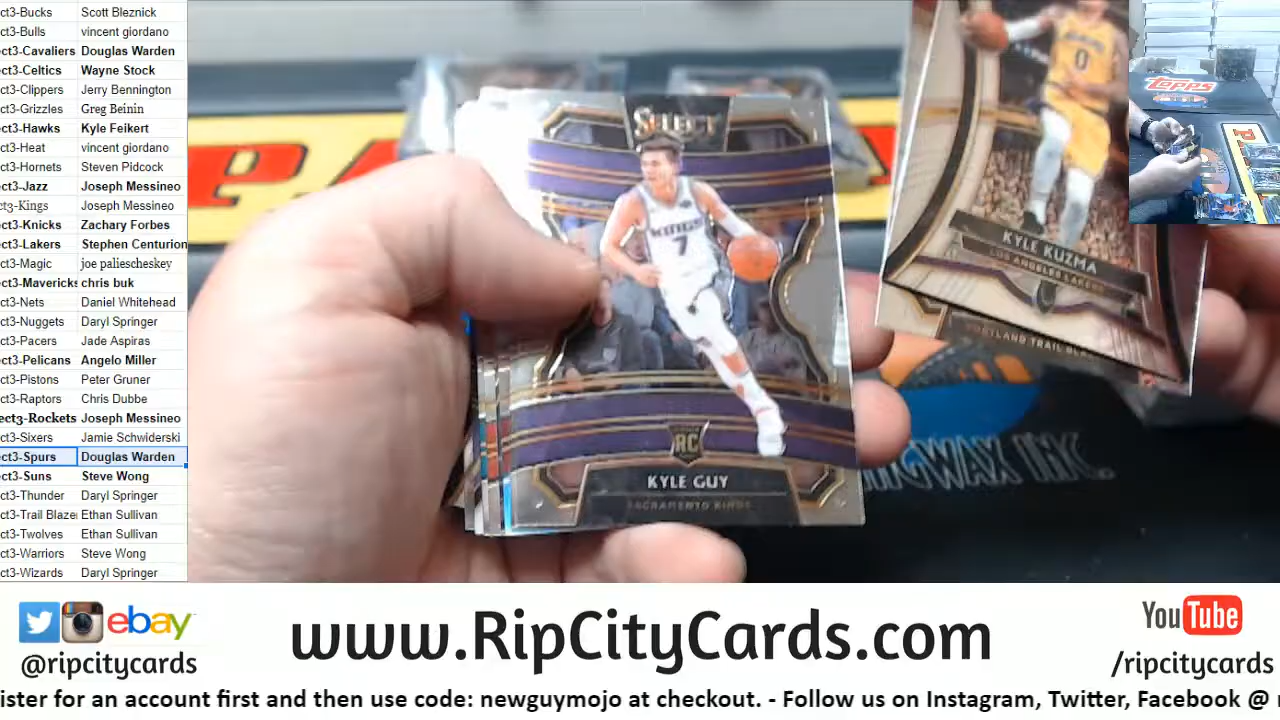 ct3-Bucks Scott Bleznick
ct3-Bulls vincent giordano
ct3-Cavaliers Douglas Warden
ct3-Celtics Wayne Stock
ct3-Clippers Jerry Bennington
ct3-Grizzles Greg Beinin
ct3-Hawks Kyle Feikert
ct3-Heat vincent giordano
ct3-Hornets Steven Pidcock
ct3-Jazz Joseph Messineo
ct3-Kings Joseph Messineo
ct3-Knicks Zachary Forbes
ct3-Lakers Stephen Centurion
ct3-Magic joe paliescheskey
ct3-Mavericks chris buk
ct3-Nets Daniel Whitehead
ct3-Nuggets Daryl Springer
ct3-Pacers Jade Aspiras
ct3-Pelicans Angelo Miller
ct3-Pistons Peter Gruner
ct3-Raptors Chris Dubbe
ect3-Rockets Joseph Messineo
ct3-Sixers Jamie Schwiderski
ect3-Spurs Douglas Warden
ct3-Suns Steve Wong
ct3-Thunder Daryl Springer
ct3-Trail Blazer Ethan Sullivan
ct3-Twolves Ethan Sullivan
ct3-Warriors Steve Wong
ct3-Wizards Daryl Springer
SELECT
KINGS
7
RC
KYLE GUY
SACRAMENTO KINGS
0
KYLE KUZMA
LOS ANGELES LAKERS
PORTLAND TRAIL
Topps
INK.
ebay
@ripcitycards
www.RipCityCards.com
YouTube
/ripcitycards
ister for an account first and then use code: newguymojo at checkout. - Follow us on Instagram, Twitter, Facebook @